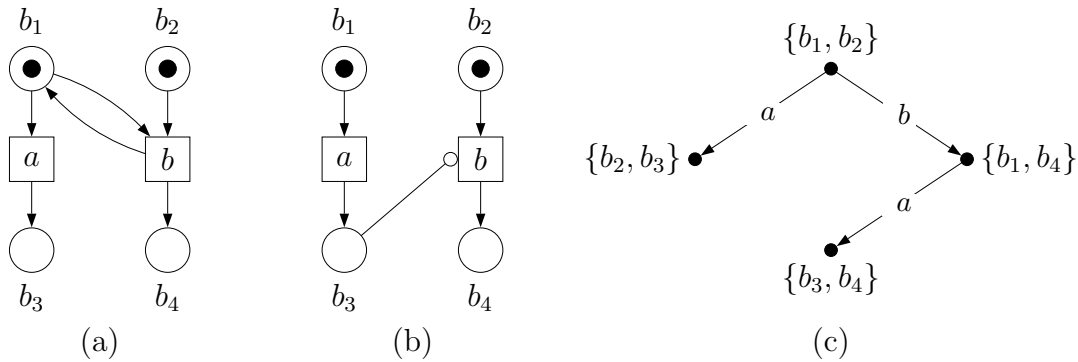 b₁ b₂ b₁ b₂ {b₁, b₂}
a b
a b a b {b₂, b₃} {b₁, b₄}
a
b₃ b₄ b₃ b₄ {b₃, b₄}
(a) (b) (c)